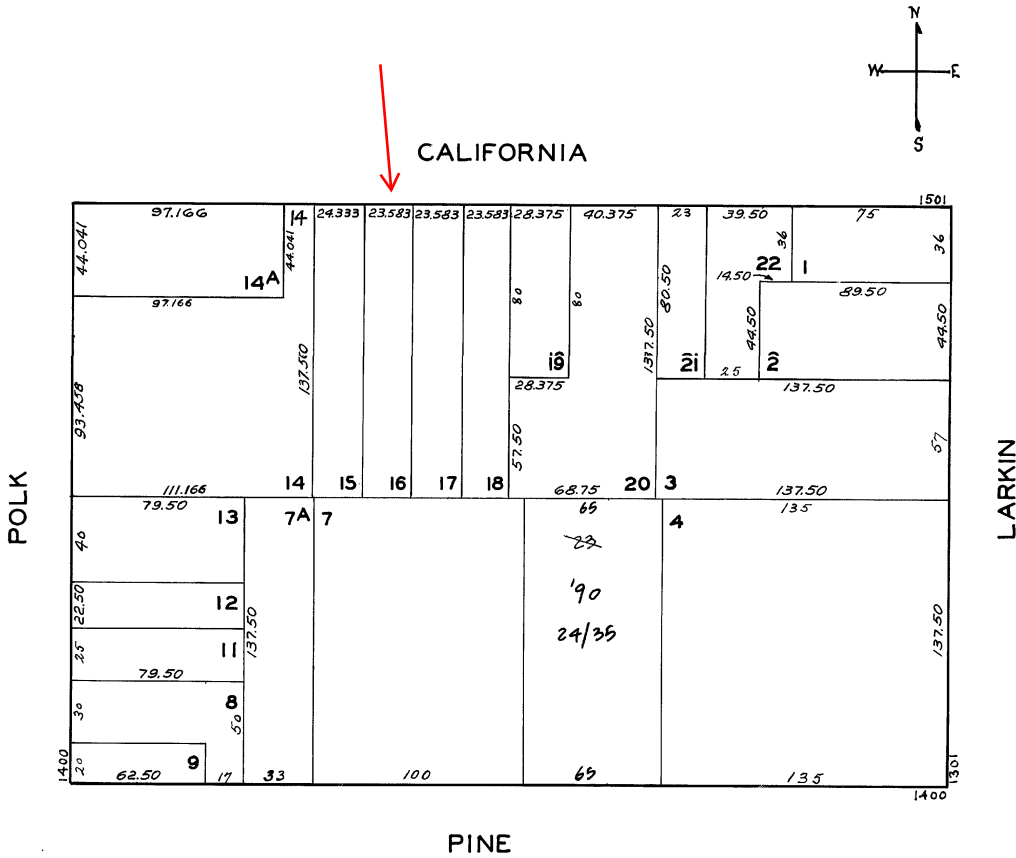 N
W E
S
CALIFORNIA
1501
97.166 14 24.333 23.583 23.583 23.583 28.375 40.375 23 39.50 75
44.041 44.041 36 36
14A 14.50 22 1
97.166 80 80 80.50 89.50
137.500 137.50 44.50 44.50
19 21 25 2
28.375 137.50
93.458 57.50 57
111.166 14 15 16 17 18 68.75 20 3 137.50
79.50 13 7A 7 65 4 135
40 23
'90
22.50 12 24/35
137.50 137.50
25 11
79.50
30 8
50
1400 20 62.50 9 17 33 100 65 135 1301
1400
POLK
LARKIN
PINE